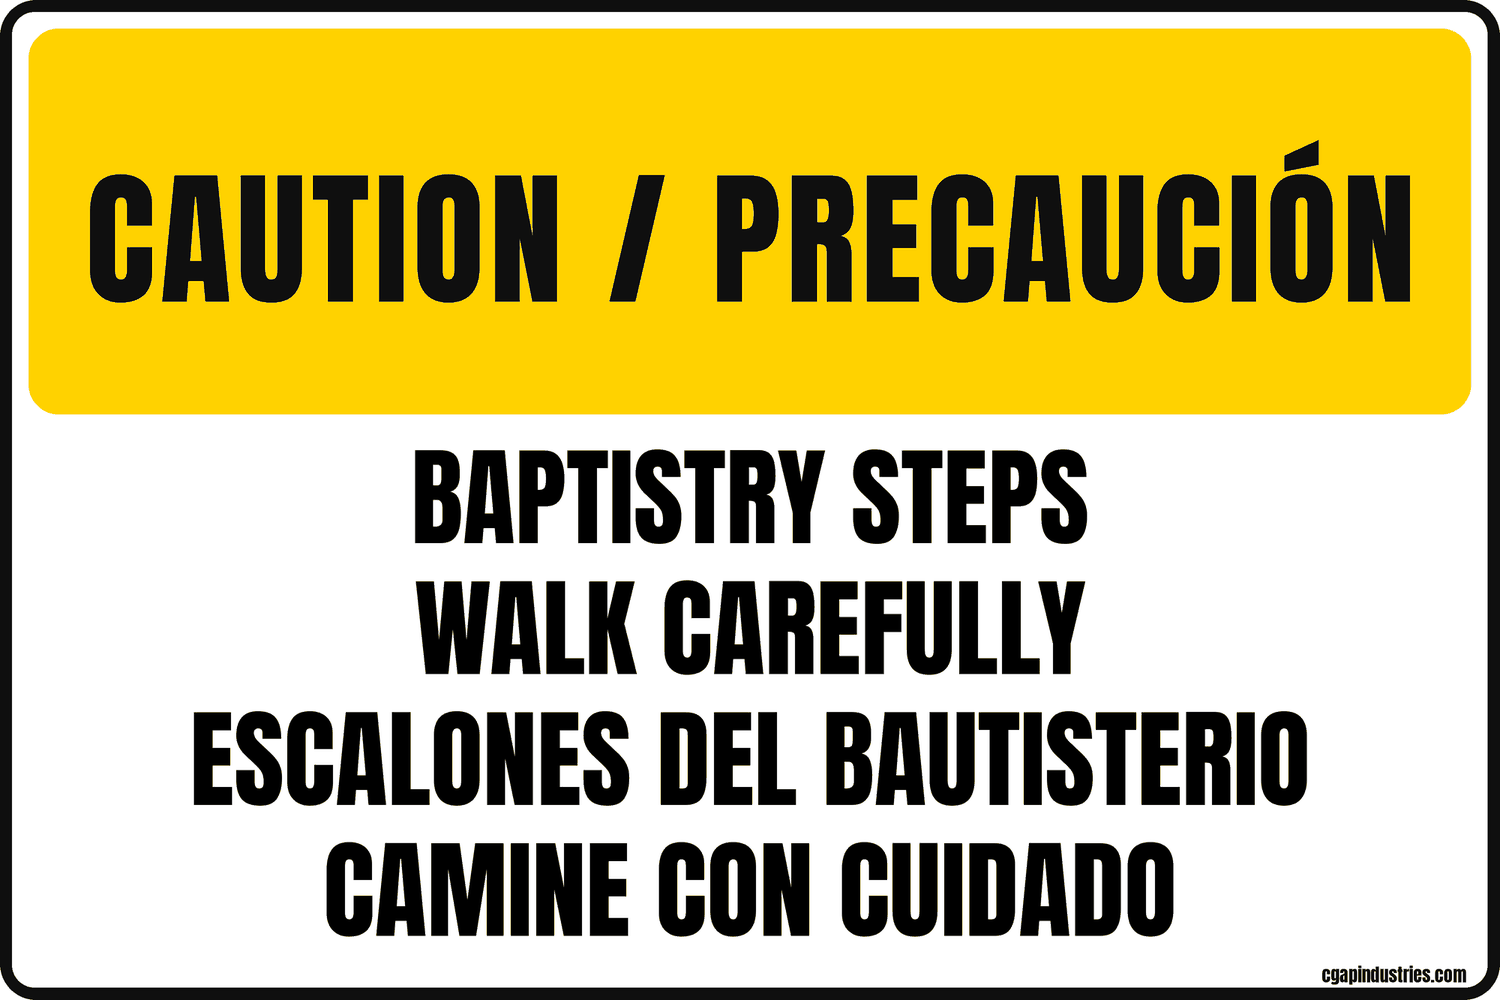 CAUTION / PRECAUCIÓN
BAPTISTRY STEPS
WALK CAREFULLY
ESCALONES DEL BAUTISTERIO
CAMINE CON CUIDADO
cgapindustries.com